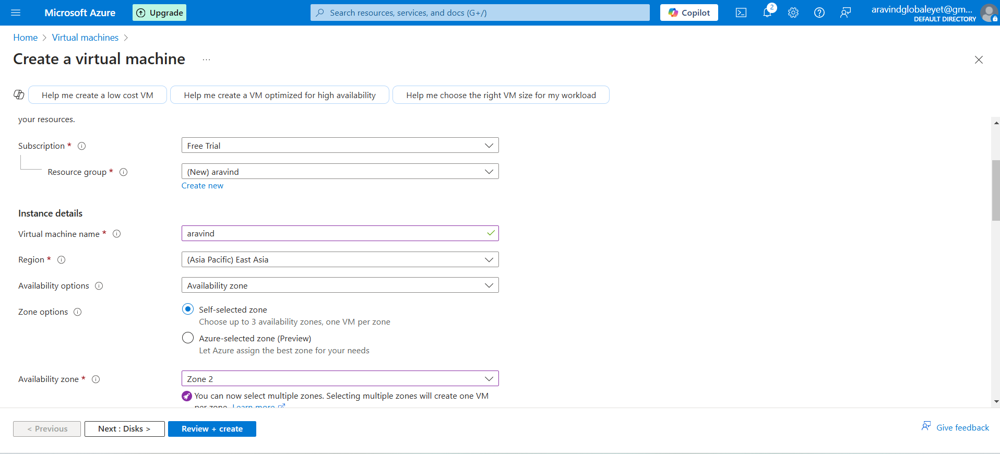 Microsoft Azure
Upgrade
Search resources, services, and docs (G+/)
Copilot
2
aravindglobaleyet@gm...
DEFAULT DIRECTORY
Home > Virtual machines >
Create a virtual machine ...
Help me create a low cost VM
Help me create a VM optimized for high availability
Help me choose the right VM size for my workload
your resources.
Subscription *
Free Trial
Resource group *
(New) aravind
Create new
Instance details
Virtual machine name *
aravind
Region *
(Asia Pacific) East Asia
Availability options
Availability zone
Zone options
Self-selected zone
Choose up to 3 availability zones, one VM per zone
Azure-selected zone (Preview)
Let Azure assign the best zone for your needs
Availability zone *
Zone 2
You can now select multiple zones. Selecting multiple zones will create one VM
per zone. Learn more
< Previous
Next : Disks >
Review + create
Give feedback